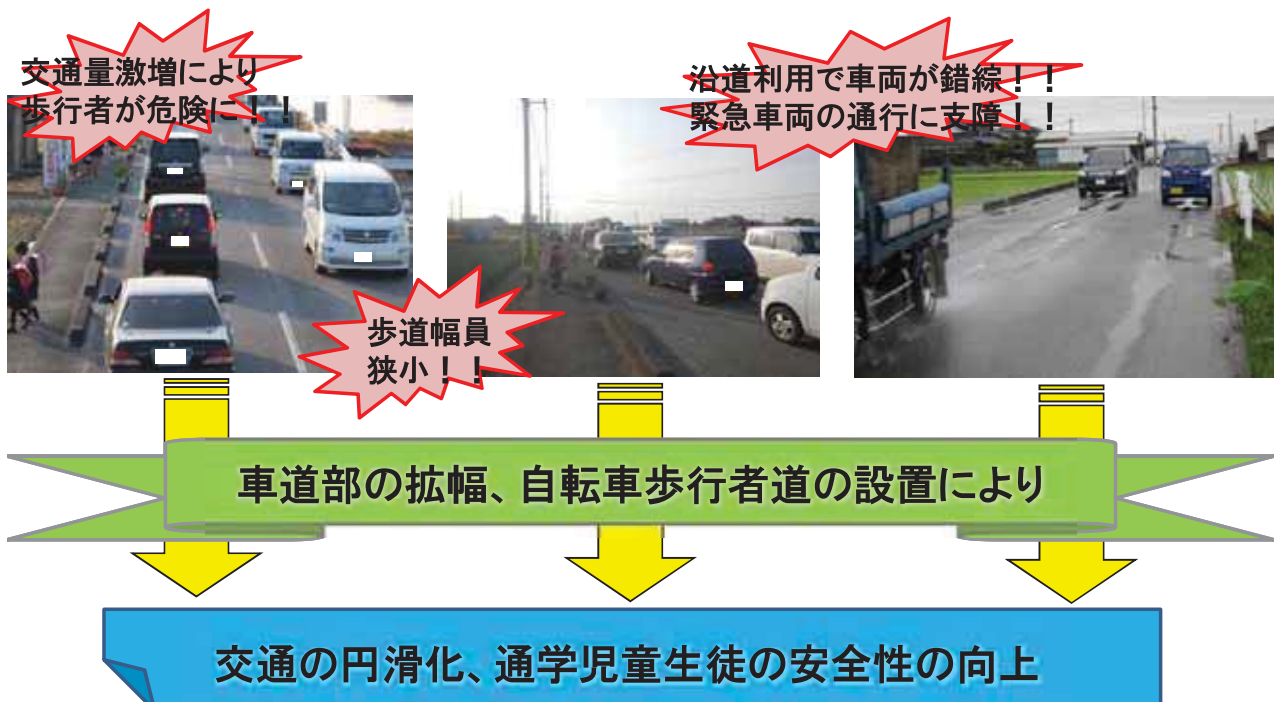 交通量激増により
歩行者が危険に！！
沿道利用で車両が錯綜！！
緊急車両の通行に支障！！
歩道幅員
狭小！！
車道部の拡幅、自転車歩行者道の設置により
交通の円滑化、通学児童生徒の安全性の向上